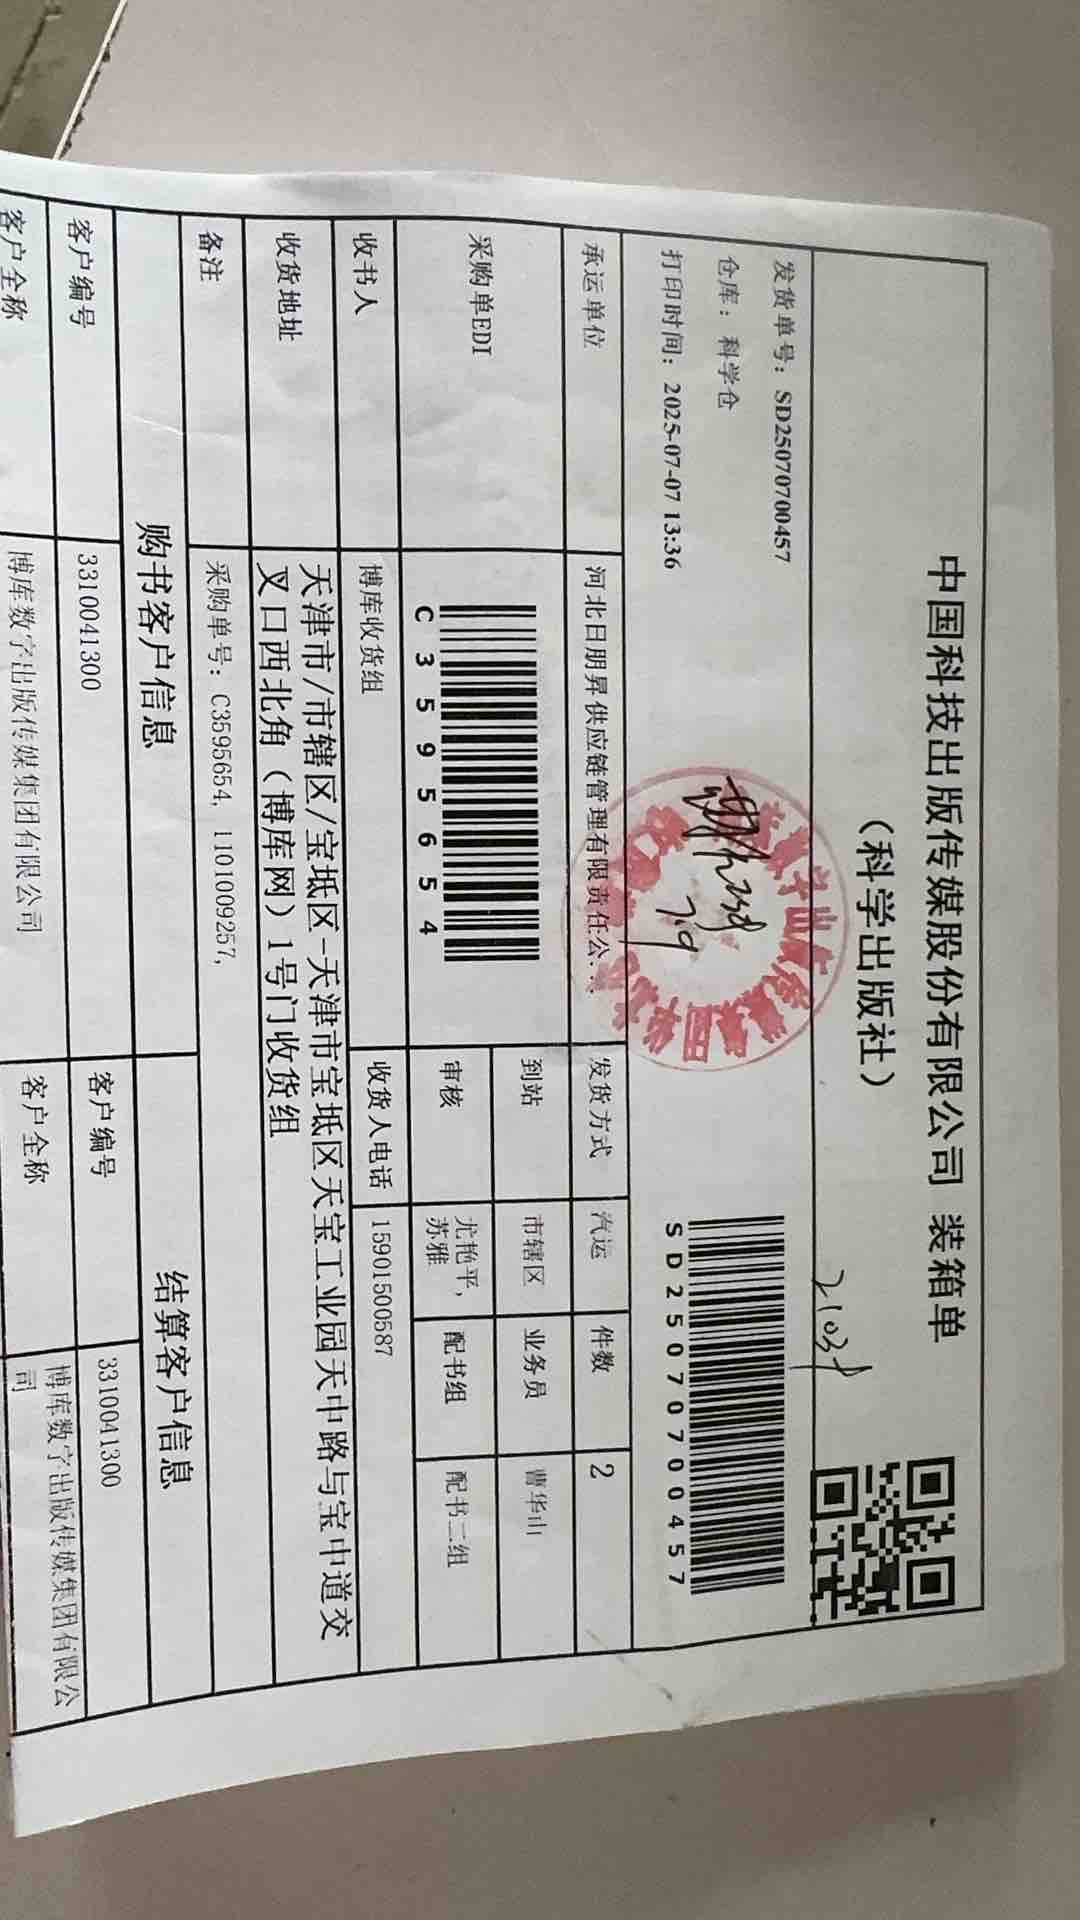 中国科技出版传媒股份有限公司 装箱单
（科学出版社）
发货单号：SD25070700457
仓库：科学仓
打印时间：2025-07-07 13:36
SD25070700457
承运单位 河北日朋昇供应链管理有限责任公... 发货方式 汽运 件数 2
采购单EDI C3595654 到站 市辖区 业务员 曹华山
审核 尤艳平, 苏雅 配书组 配书二组
收书人 博库收货组 收货人电话 15901500587
收货地址 天津市/市辖区/宝坻区-天津市宝坻区天宝工业园天中路与宝中道交
叉口西北角（博库网）1号门收货组
备注 采购单号：C3595654, 1101009257,
购书客户信息 结算客户信息
客户编号 3310041300 客户编号 3310041300
客户全称 博库数字出版传媒集团有限公司 客户全称 博库数字出版传媒集团有限公
司